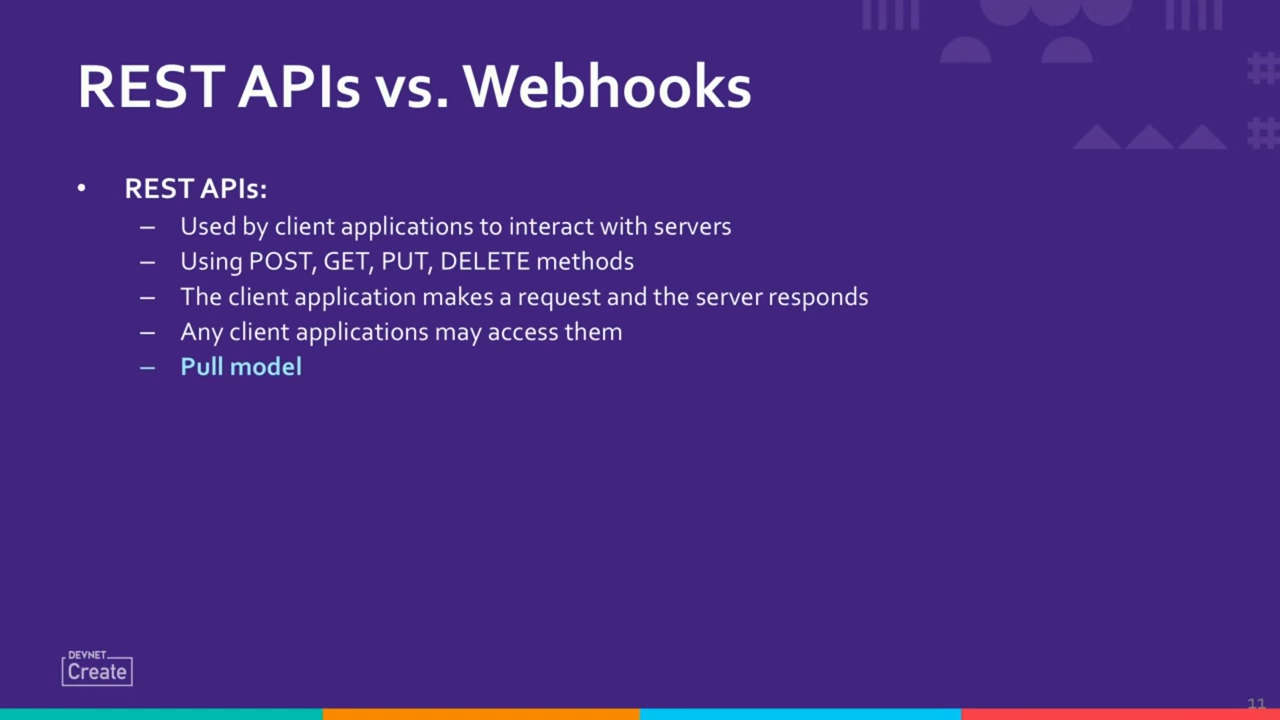 REST APIs vs. Webhooks
• REST APIs:
– Used by client applications to interact with servers
– Using POST, GET, PUT, DELETE methods
– The client application makes a request and the server responds
– Any client applications may access them
– Pull model
DEVNET
Create
11